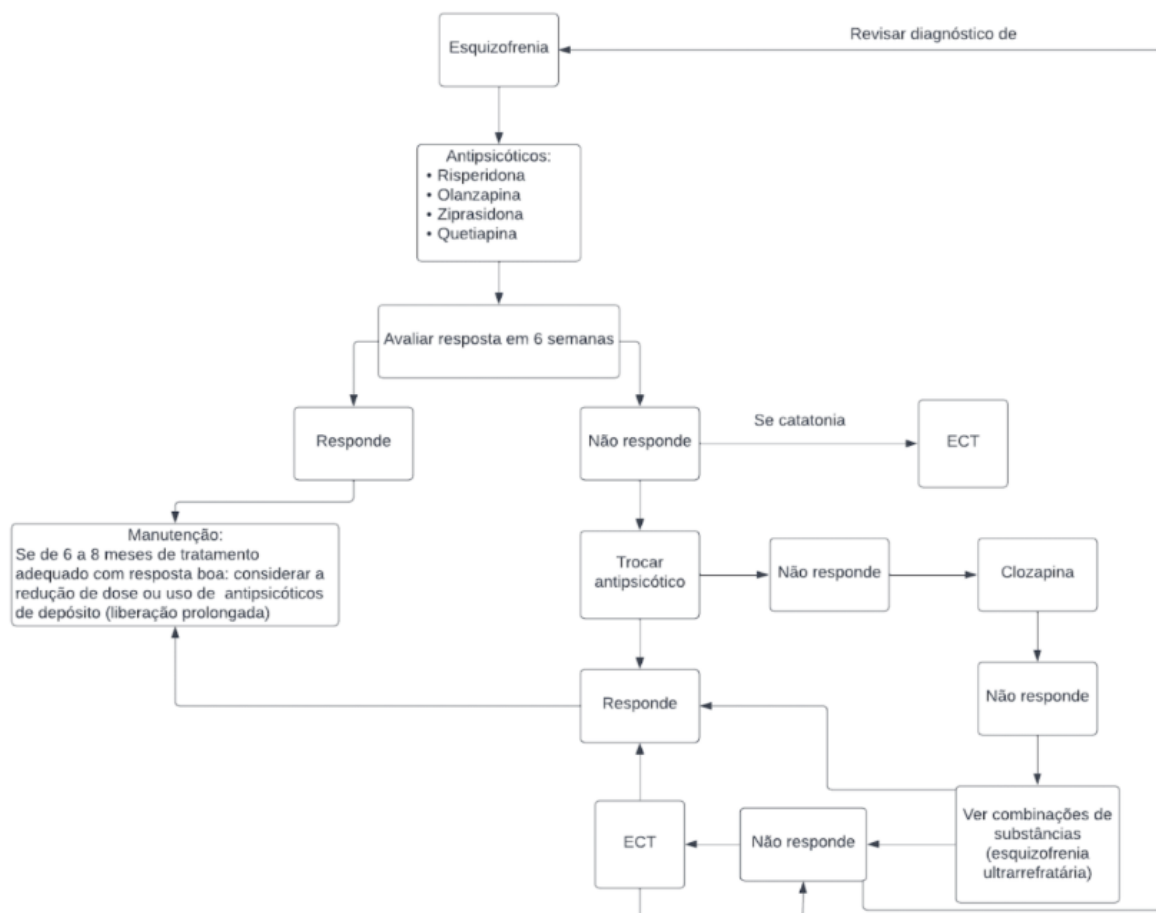 Esquizofrenia
Revisar diagnóstico de
Antipsicóticos:
• Risperidona
• Olanzapina
• Ziprasidona
• Quetiapina
Avaliar resposta em 6 semanas
Responde
Não responde
Se catatonia
ECT
Manutenção:
Se de 6 a 8 meses de tratamento
adequado com resposta boa: considerar a
redução de dose ou uso de antipsicóticos
de depósito (liberação prolongada)
Trocar
antipsicótico
Não responde
Clozapina
Responde
Não responde
ECT
Não responde
Ver combinações de
substâncias
(esquizofrenia
ultrarrefratária)